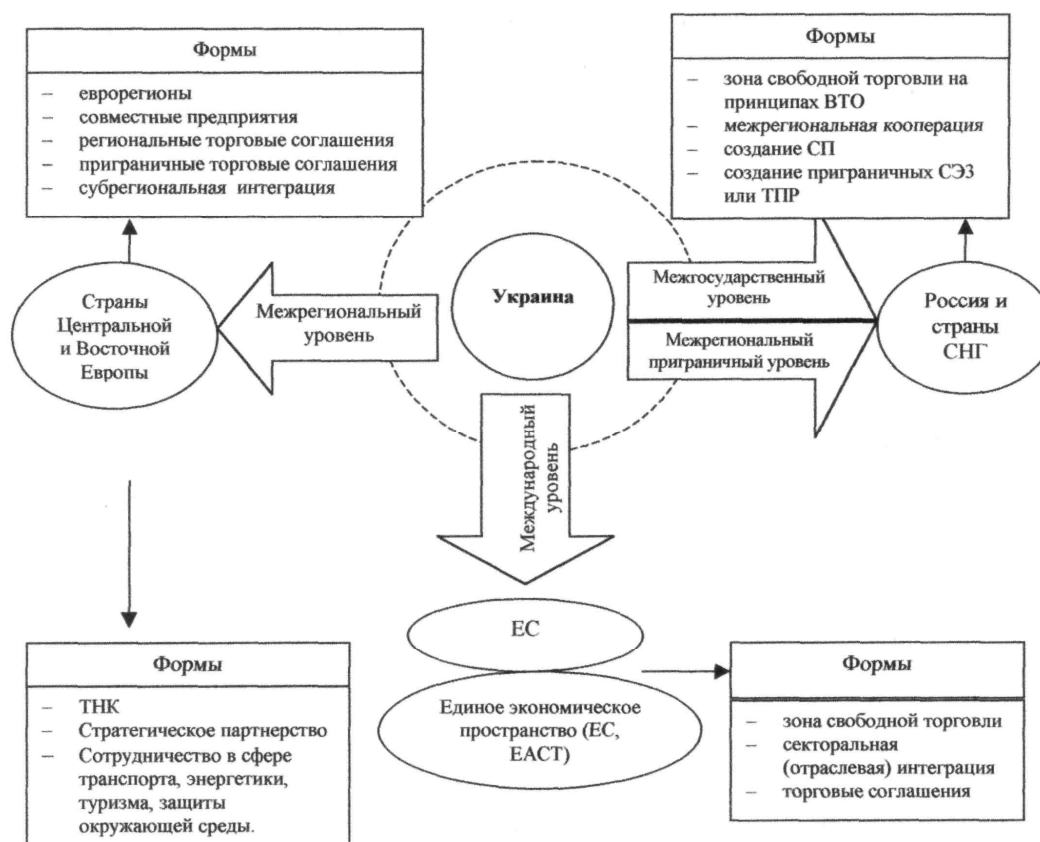 Формы
– еврорегионы
– совместные предприятия
– региональные торговые соглашения
– приграничные торговые соглашения
– субрегиональная интеграция
Формы
– зона свободной торговли на
принципах ВТО
– межрегиональная кооперация
– создание СП
– создание приграничных СЭЗ
или ТПР
Страны
Центральной
и Восточной
Европы
Межрегиональный
уровень
Украина
Межгосударственный
уровень
Межрегиональный
приграничный уровень
Россия и
страны
СНГ
Международный
уровень
ЕС
Единое экономическое
пространство (ЕС,
ЕАСТ)
Формы
– ТНК
– Стратегическое партнерство
– Сотрудничество в сфере
транспорта, энергетики,
туризма, защиты
окружающей среды.
Формы
– зона свободной торговли
– секторальная
(отраслевая) интеграция
– торговые соглашения